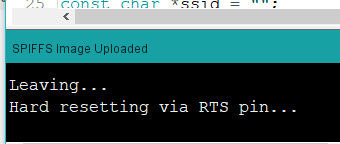 25 const char *ssid = "";
SPIFFS Image Uploaded
Leaving...
Hard resetting via RTS pin...